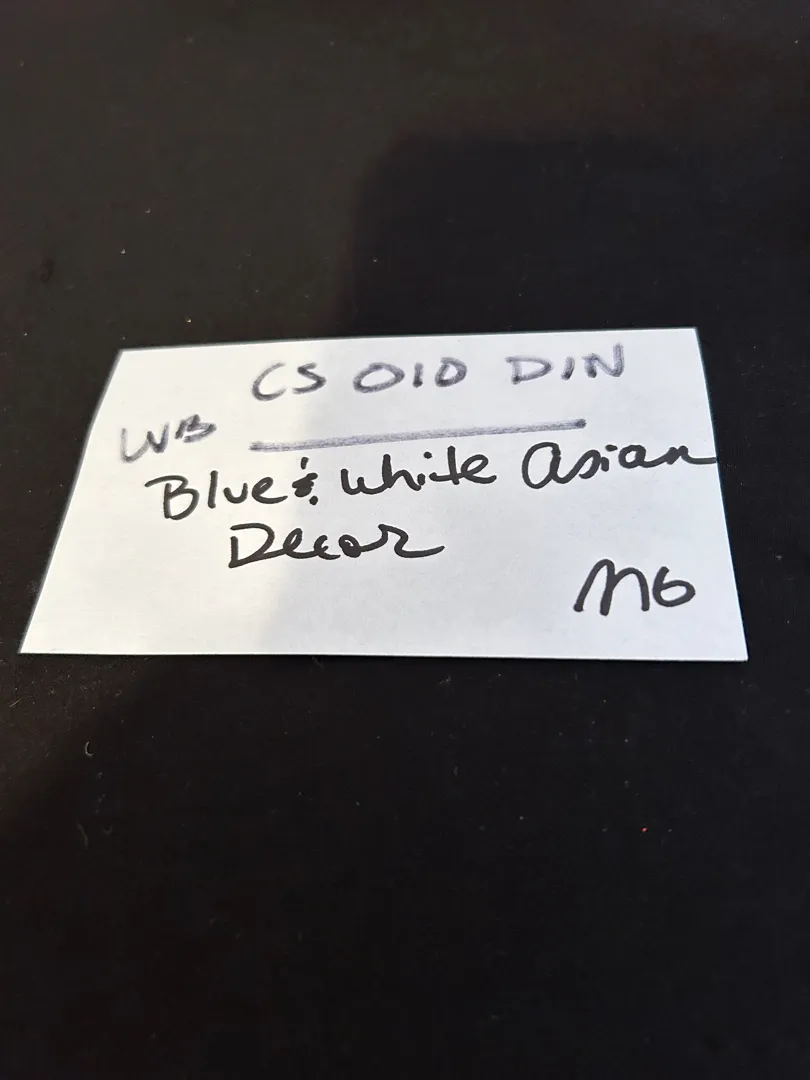 CS 010 DIN
WB
Blue & White Asian
Decor
MG